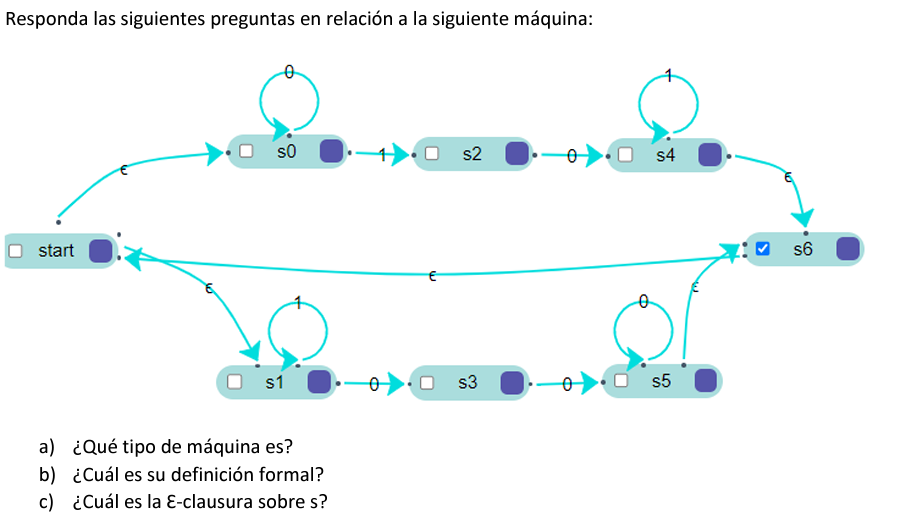 Responda las siguientes preguntas en relación a la siguiente máquina:
0
1
s0
1
s2
0
s4
ϵ
ϵ
start
s6
ϵ
ϵ
ϵ
1
0
s1
0
s3
0
s5
a) ¿Qué tipo de máquina es?
b) ¿Cuál es su definición formal?
c) ¿Cuál es la Ɛ-clausura sobre s?